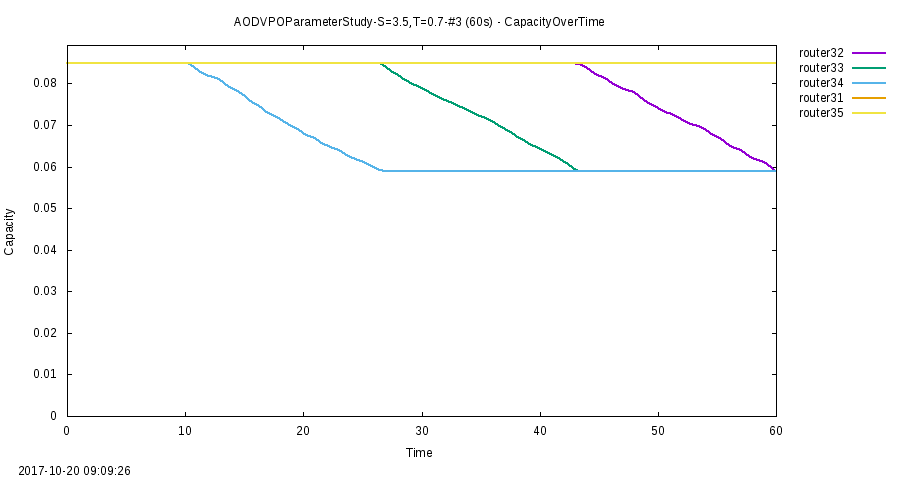 AODVPOParameterStudy-S=3.5,T=0.7-#3 (60s) - CapacityOverTime
router32
router33
router34
router31
router35
0.08
0.07
0.06
0.05
0.04
0.03
0.02
0.01
0
Capacity
0 10 20 30 40 50 60
Time
2017-10-20 09:09:26